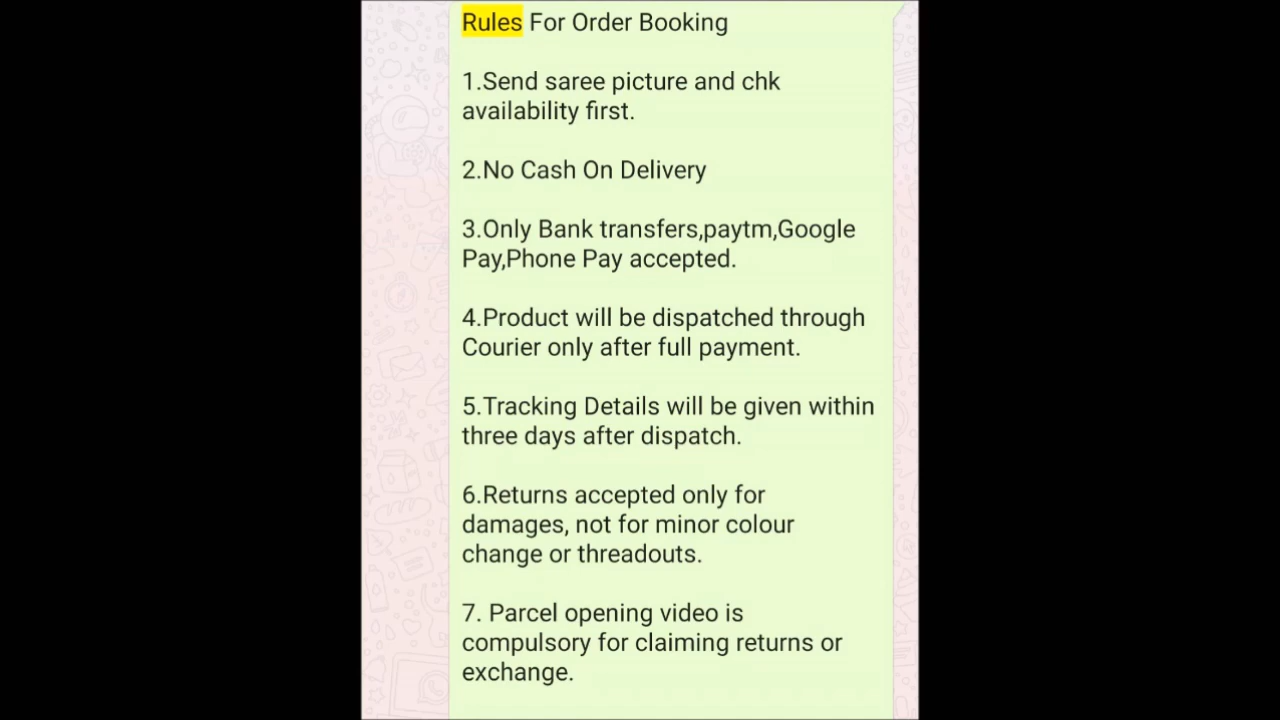 Rules For Order Booking
1.Send saree picture and chk
availability first.
2.No Cash On Delivery
3.Only Bank transfers,paytm,Google
Pay,Phone Pay accepted.
4.Product will be dispatched through
Courier only after full payment.
5.Tracking Details will be given within
three days after dispatch.
6.Returns accepted only for
damages, not for minor colour
change or threadouts.
7. Parcel opening video is
compulsory for claiming returns or
exchange.